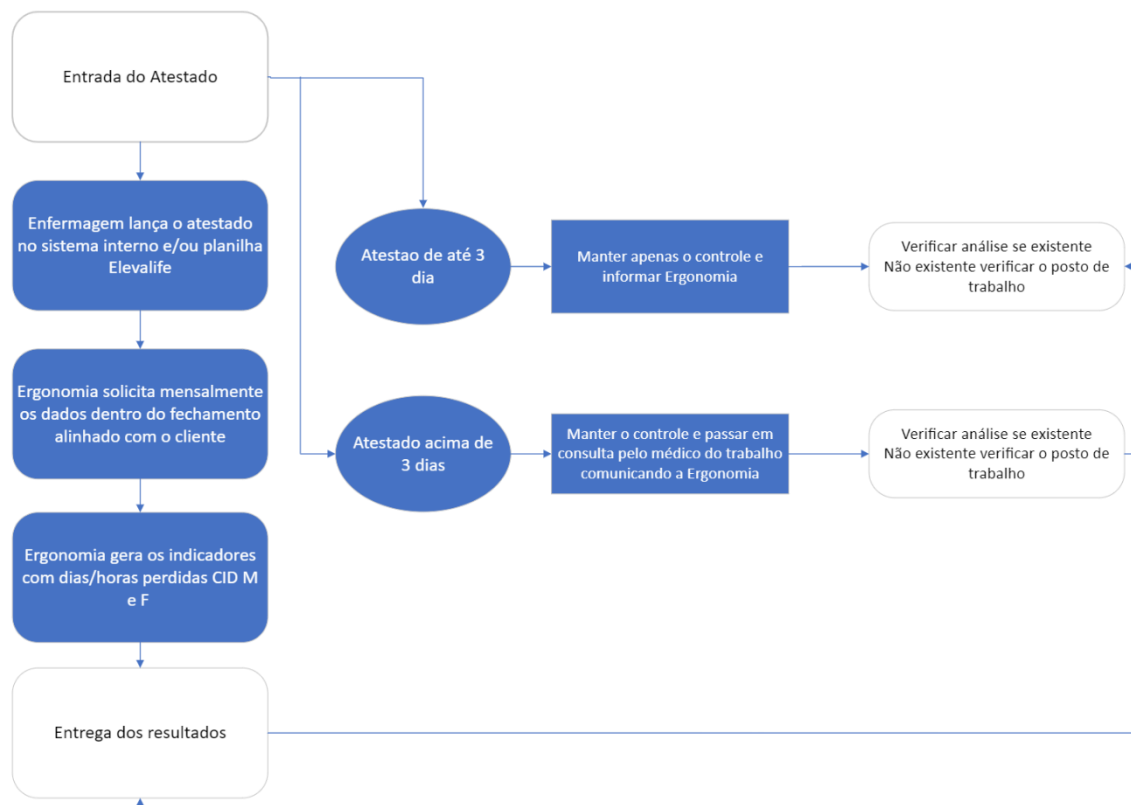 Entrada do Atestado
Enfermagem lança o atestado
no sistema interno e/ou planilha
Elevalife
Ergonomia solicita mensalmente
os dados dentro do fechamento
alinhado com o cliente
Ergonomia gera os indicadores
com dias/horas perdidas CID M
e F
Entrega dos resultados
Atestao de até 3
dia
Manter apenas o controle e
informar Ergonomia
Verificar análise se existente
Não existente verificar o posto de
trabalho
Atestado acima de
3 dias
Manter o controle e passar em
consulta pelo médico do trabalho
comunicando a Ergonomia
Verificar análise se existente
Não existente verificar o posto de
trabalho